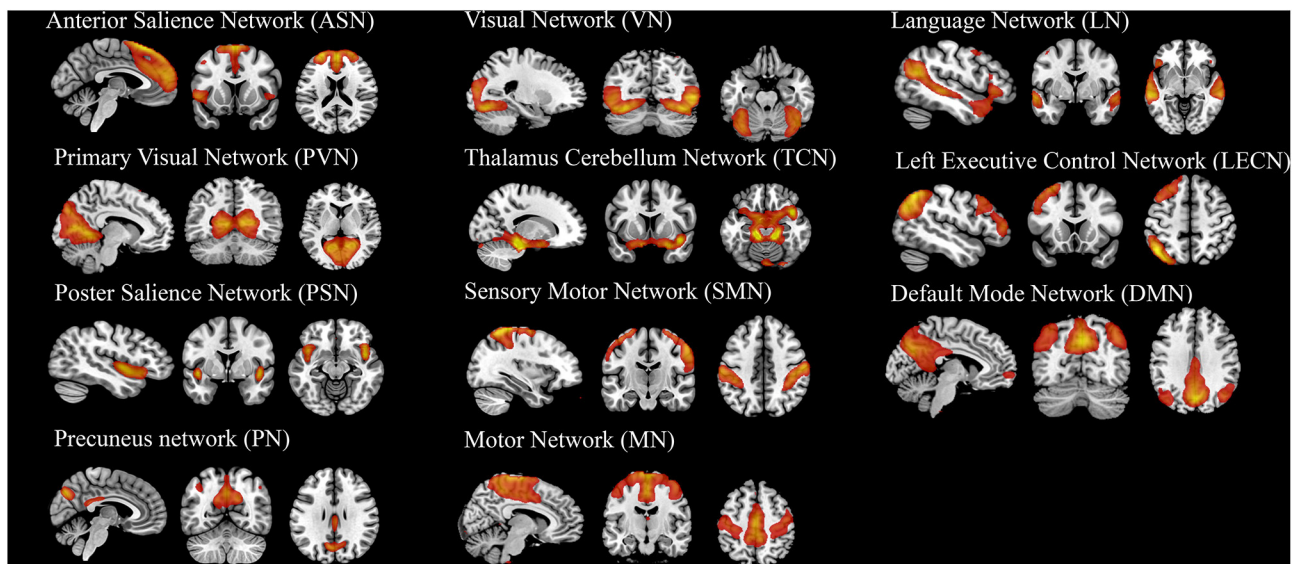 Anterior Salience Network (ASN)
Visual Network (VN)
Language Network (LN)
Primary Visual Network (PVN)
Thalamus Cerebellum Network (TCN)
Left Executive Control Network (LECN)
Poster Salience Network (PSN)
Sensory Motor Network (SMN)
Default Mode Network (DMN)
Precuneus network (PN)
Motor Network (MN)